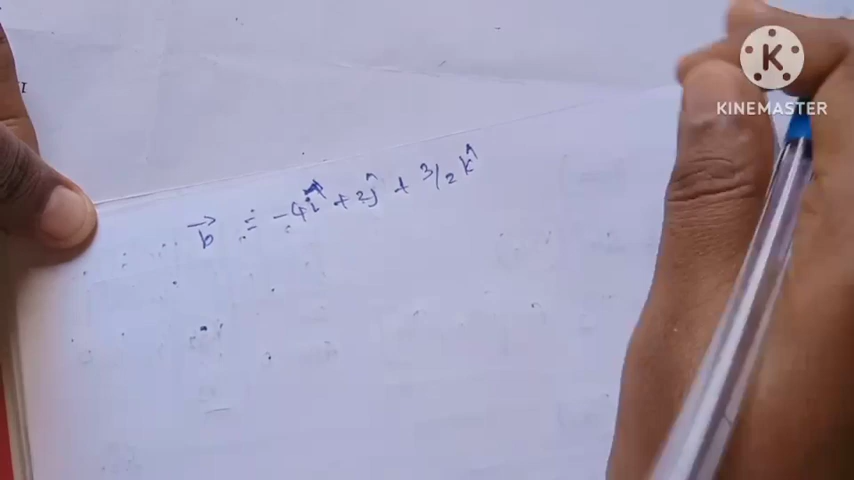 b⃗ = -4î + 2ĵ + 3/2 k̂
K
KINEMASTER